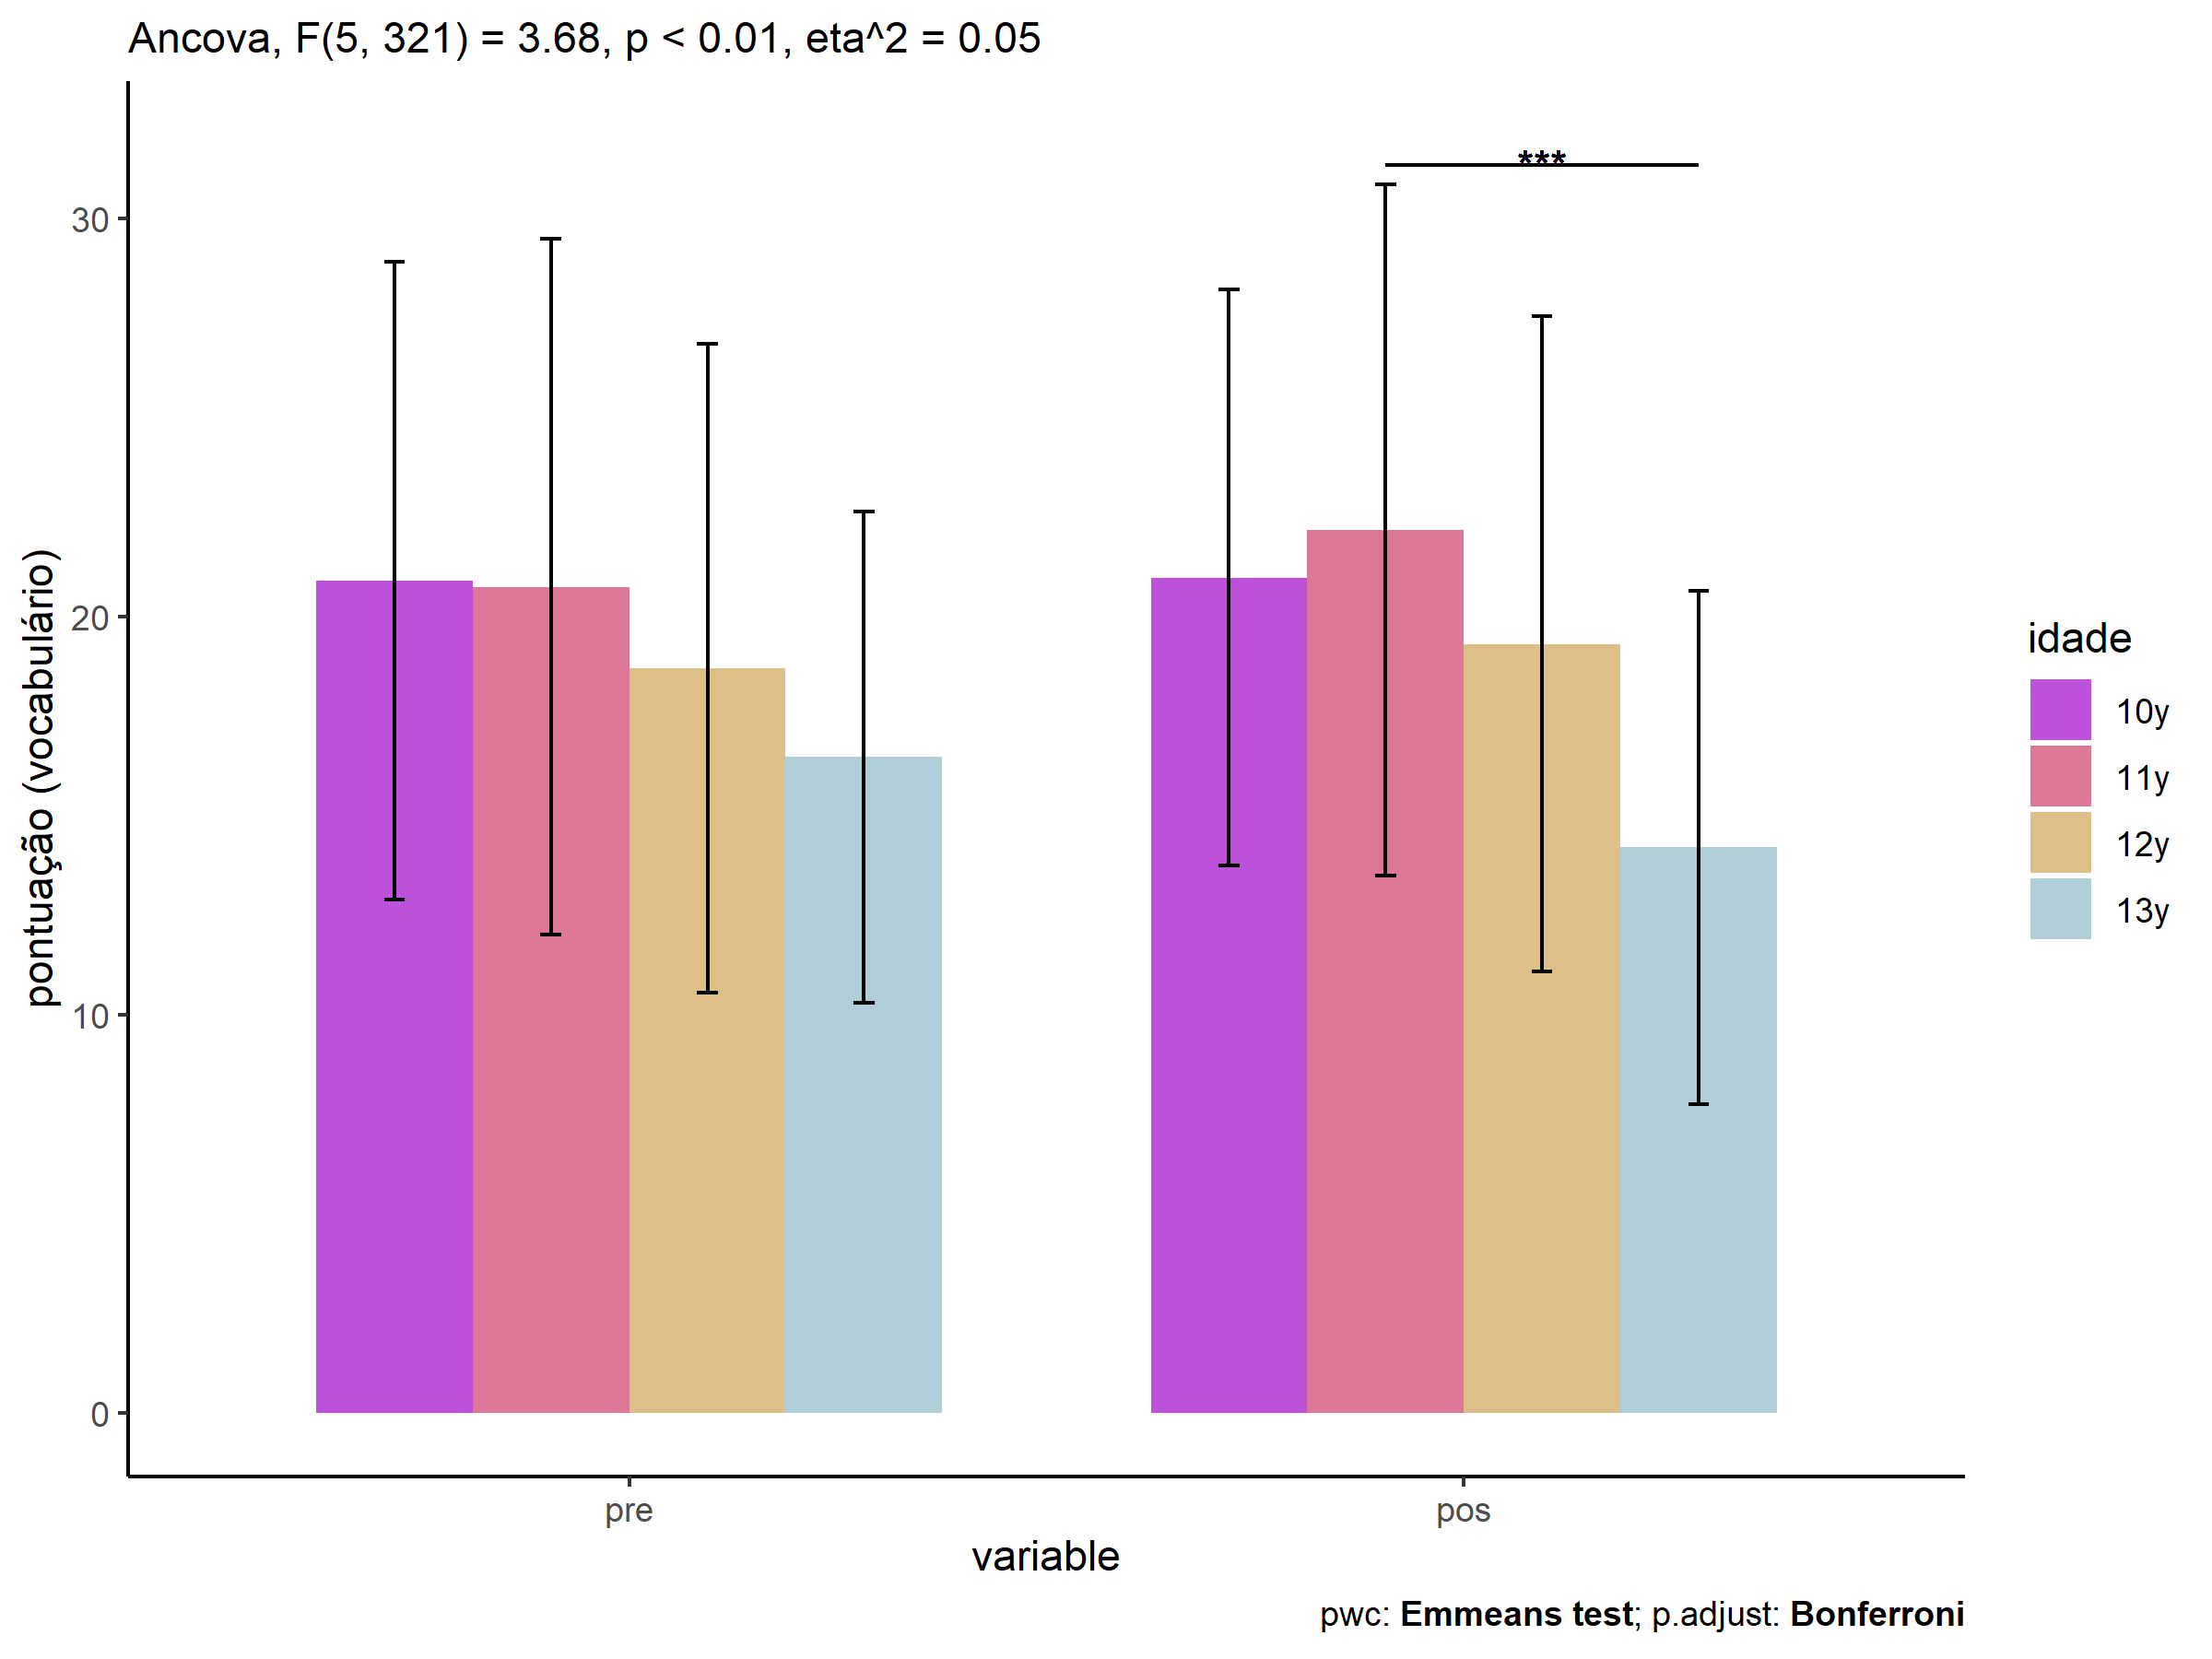 Ancova, F(5, 321) = 3.68, p < 0.01, eta^2 = 0.05
***
30
20
10
0
pontuação (vocabulário)
pre
pos
variable
idade
10y
11y
12y
13y
pwc: Emmeans test; p.adjust: Bonferroni